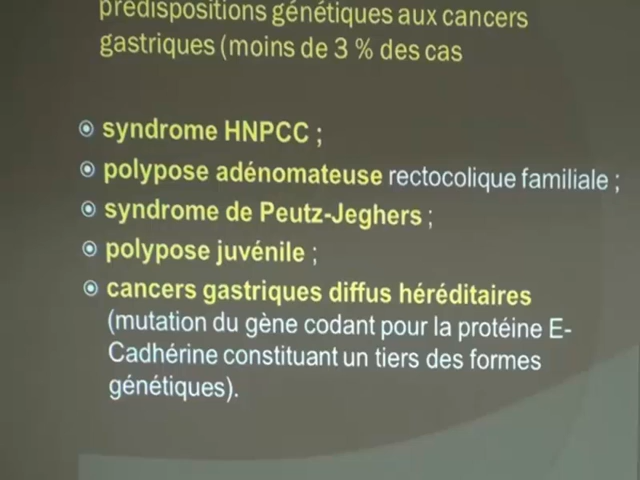 prédispositions génétiques aux cancers
gastriques (moins de 3 % des cas
syndrome HNPCC ;
polypose adénomateuse rectocolique familiale ;
syndrome de Peutz-Jeghers ;
polypose juvénile ;
cancers gastriques diffus héréditaires
(mutation du gène codant pour la protéine E-
Cadhérine constituant un tiers des formes
génétiques).